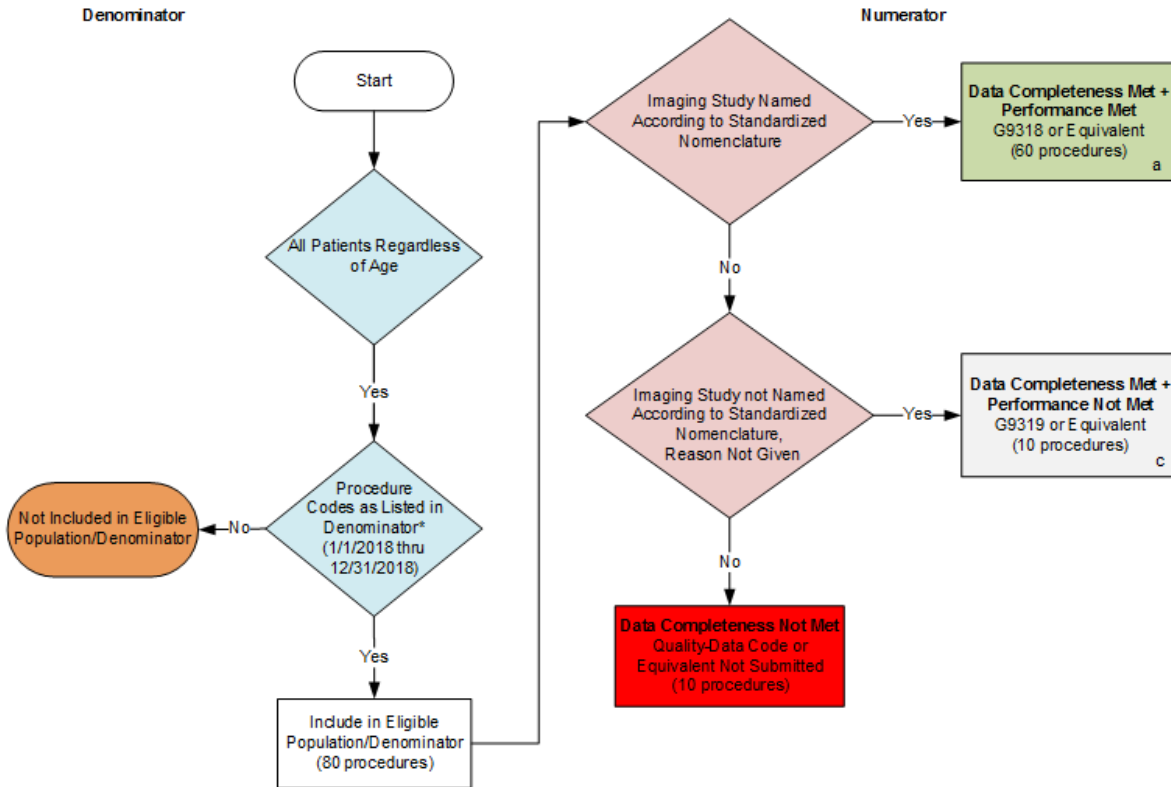 Denominator
Numerator
Start
All Patients Regardless
of Age
Yes
Procedure
Codes as Listed in
Denominator*
(1/1/2018 thru
12/31/2018)
No
Not Included in Eligible
Population/Denominator
Yes
Include in Eligible
Population/Denominator
(80 procedures)
Imaging Study Named
According to Standardized
Nomenclature
Yes
Data Completeness Met +
Performance Met
G9318 or Equivalent
(60 procedures)
a
No
Imaging Study not Named
According to Standardized
Nomenclature,
Reason Not Given
Yes
Data Completeness Met +
Performance Not Met
G9319 or Equivalent
(10 procedures)
c
No
Data Completeness Not Met
Quality-Data Code or
Equivalent Not Submitted
(10 procedures)